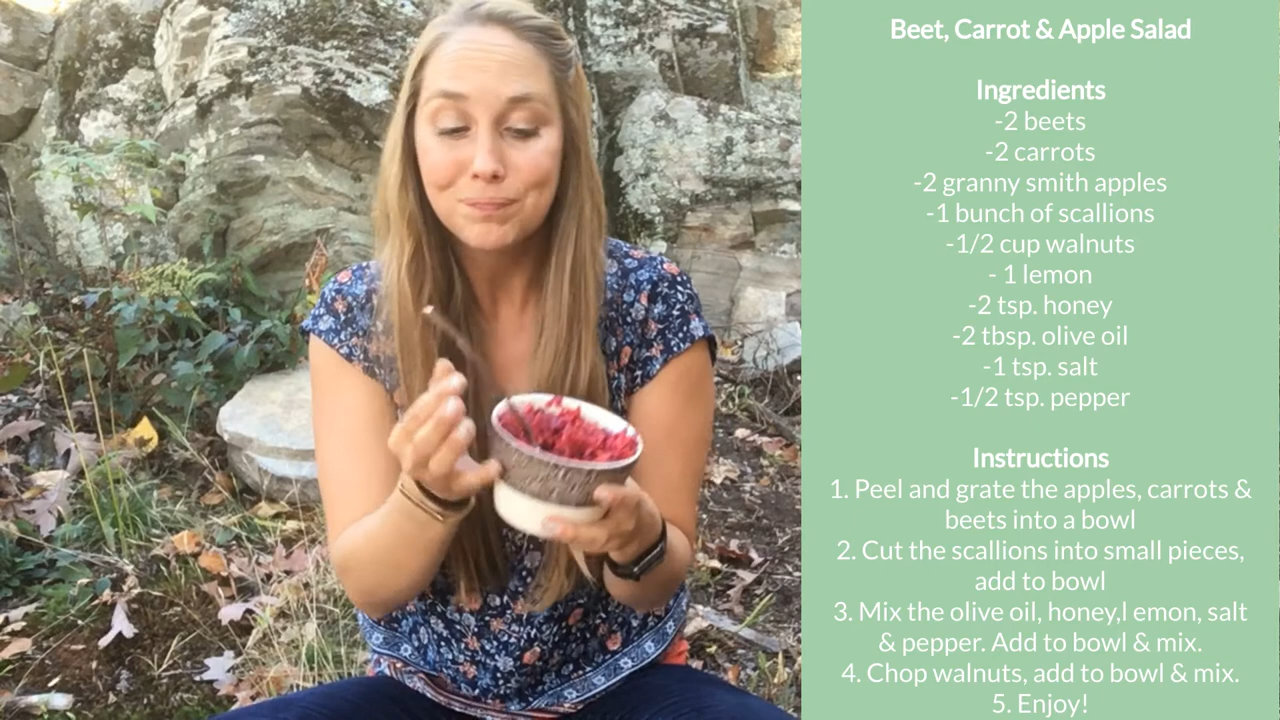 Beet, Carrot & Apple Salad
Ingredients
-2 beets
-2 carrots
-2 granny smith apples
-1 bunch of scallions
-1/2 cup walnuts
- 1 lemon
-2 tsp. honey
-2 tbsp. olive oil
-1 tsp. salt
-1/2 tsp. pepper
Instructions
1. Peel and grate the apples, carrots &
beets into a bowl
2. Cut the scallions into small pieces,
add to bowl
3. Mix the olive oil, honey,l emon, salt
& pepper. Add to bowl & mix.
4. Chop walnuts, add to bowl & mix.
5. Enjoy!